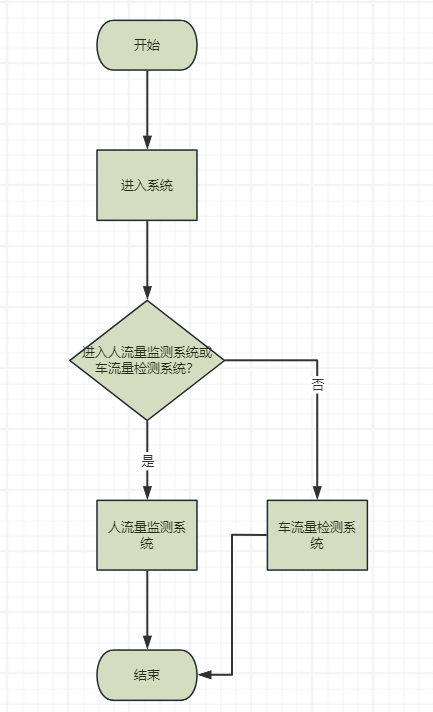 开始
进入系统
进入人流量监测系统或
车流量检测系统?
否
是
人流量监测系
统
车流量检测系
统
结束